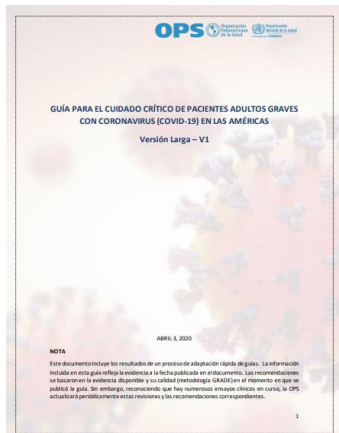 OPS
Organización
Panamericana
de la Salud
Organización
Mundial de la Salud
GUÍA PARA EL CUIDADO CRÍTICO DE PACIENTES ADULTOS GRAVES
CON CORONAVIRUS (COVID-19) EN LAS AMÉRICAS
Versión Larga – V1
ABRIL 3, 2020
NOTA
Este documento incluye los resultados de un proceso de adaptación rápida de guías. La información
incluida en esta guía refleja la evidencia a la fecha publicada en el documento. Las recomendaciones
se basaron en la evidencia disponible y su calidad (metodología GRADE) en el momento en que se
publicó la guía. Sin embargo, reconociendo que hay numerosos ensayos clínicos en curso, la OPS
actualizará periódicamente estas revisiones y las recomendaciones correspondientes.
1